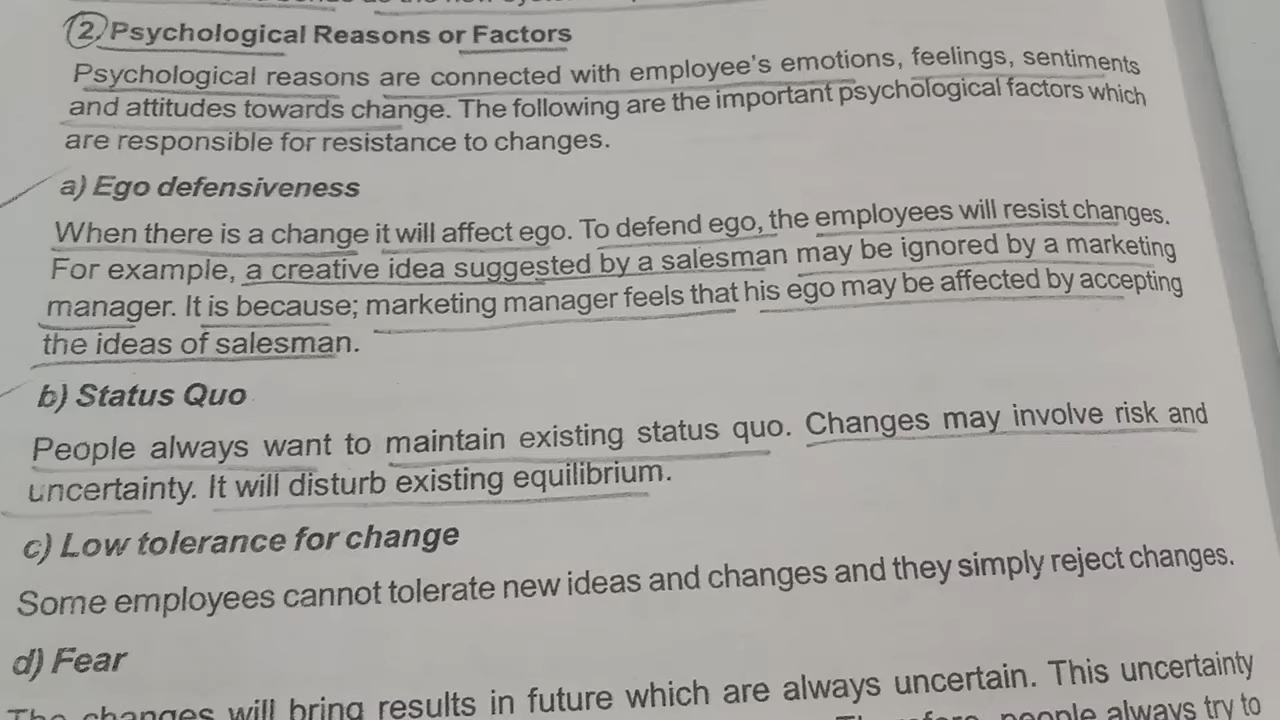 2) Psychological Reasons or Factors
Psychological reasons are connected with employee's emotions, feelings, sentiments
and attitudes towards change. The following are the important psychological factors which
are responsible for resistance to changes.
a) Ego defensiveness
When there is a change it will affect ego. To defend ego, the employees will resist changes.
For example, a creative idea suggested by a salesman may be ignored by a marketing
manager. It is because; marketing manager feels that his ego may be affected by accepting
the ideas of salesman.
b) Status Quo
People always want to maintain existing status quo. Changes may involve risk and
uncertainty. It will disturb existing equilibrium.
c) Low tolerance for change
Some employees cannot tolerate new ideas and changes and they simply reject changes.
d) Fear
The changes will bring results in future which are always uncertain. This uncertainty
people always try to